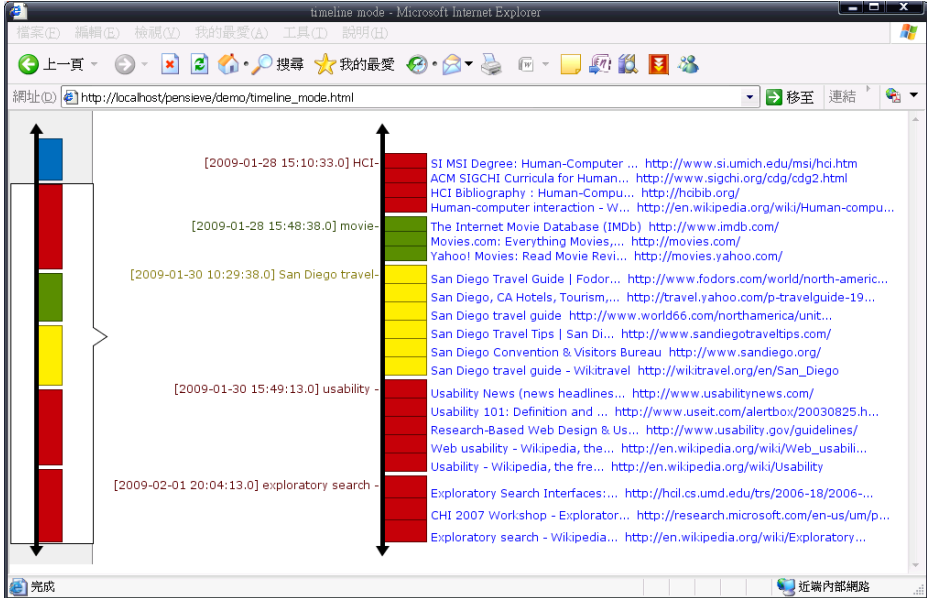 timeline mode - Microsoft Internet Explorer
檔案(F) 編輯(E) 檢視(V) 我的最愛(A) 工具(T) 說明(H)
上一頁 搜尋 我的最愛
網址(D) http://localhost/pensieve/demo/timeline_mode.html 移至 連結
[2009-01-28 15:10:33.0] HCI-
SI MSI Degree: Human-Computer ... http://www.si.umich.edu/msi/hci.htm
ACM SIGCHI Curricula for Human... http://www.sigchi.org/cdg/cdg2.html
HCI Bibliography : Human-Compu... http://hcibib.org/
Human-computer interaction - W... http://en.wikipedia.org/wiki/Human-compu...
[2009-01-28 15:48:38.0] movie-
The Internet Movie Database (IMDb) http://www.imdb.com/
Movies.com: Everything Movies,... http://movies.com/
Yahoo! Movies: Read Movie Revi... http://movies.yahoo.com/
[2009-01-30 10:29:38.0] San Diego travel-
San Diego Travel Guide | Fodor... http://www.fodors.com/world/north-americ...
San Diego, CA Hotels, Tourism,... http://travel.yahoo.com/p-travelguide-19...
San Diego travel guide http://www.world66.com/northamerica/unit...
San Diego Travel Tips | San Di... http://www.sandiegotraveltips.com/
San Diego Convention & Visitors Bureau http://www.sandiego.org/
San Diego travel guide - Wikitravel http://wikitravel.org/en/San_Diego
[2009-01-30 15:49:13.0] usability -
Usability News (news headlines... http://www.usabilitynews.com/
Usability 101: Definition and ... http://www.useit.com/alertbox/20030825.h...
Research-Based Web Design & Us... http://www.usability.gov/guidelines/
Web usability - Wikipedia, the... http://en.wikipedia.org/wiki/Web_usabili...
Usability - Wikipedia, the fre... http://en.wikipedia.org/wiki/Usability
[2009-02-01 20:04:13.0] exploratory search -
Exploratory Search Interfaces:... http://hcil.cs.umd.edu/trs/2006-18/2006-...
CHI 2007 Workshop - Explorator... http://research.microsoft.com/en-us/um/p...
Exploratory search - Wikipedia... http://en.wikipedia.org/wiki/Exploratory...
完成 近端內部網路